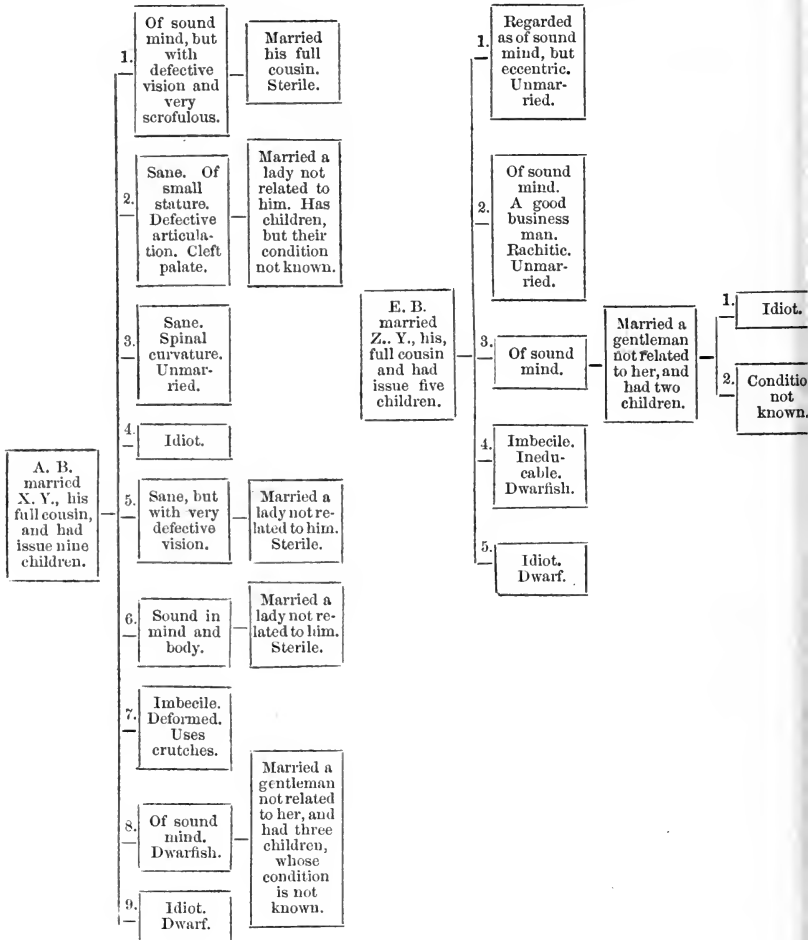 1.
Of sound
mind, but
with
defective
vision and
very
scrofulous.
Married
his full
cousin.
Sterile.
2.
Sane. Of
small
stature.
Defective
articula-
tion. Cleft
palate.
Married a
lady not
related to
him. Has
children,
but their
condition
not known.
3.
Sane.
Spinal
curvature.
Unmar-
ried.
4.
Idiot.
A. B.
married
X. Y., his
full cousin,
and had
issue nine
children.
5.
Sane, but
with very
defective
vision.
Married a
lady not re-
lated to him.
Sterile.
6.
Sound in
mind and
body.
Married a
lady not re-
lated to him.
Sterile.
7.
Imbecile.
Deformed.
Uses
crutches.
8.
Of sound
mind.
Dwarfish.
Married a
gentleman
not related
to her, and
had three
children,
whose
condition
is not
known.
9.
Idiot.
Dwarf.
1.
Regarded
as of sound
mind, but
eccentric.
Unmar-
ried.
2.
Of sound
mind.
A good
business
man.
Rachitic.
Unmar-
ried.
E. B.
married
Z.. Y., his,
full cousin
and had
issue five
children.
3.
Of sound
mind.
Married a
gentleman
not related
to her, and
had two
children.
1.
Idiot.
2.
Conditio
not
known.
4.
Imbecile.
Inedu-
cable.
Dwarfish.
5.
Idiot.
Dwarf.